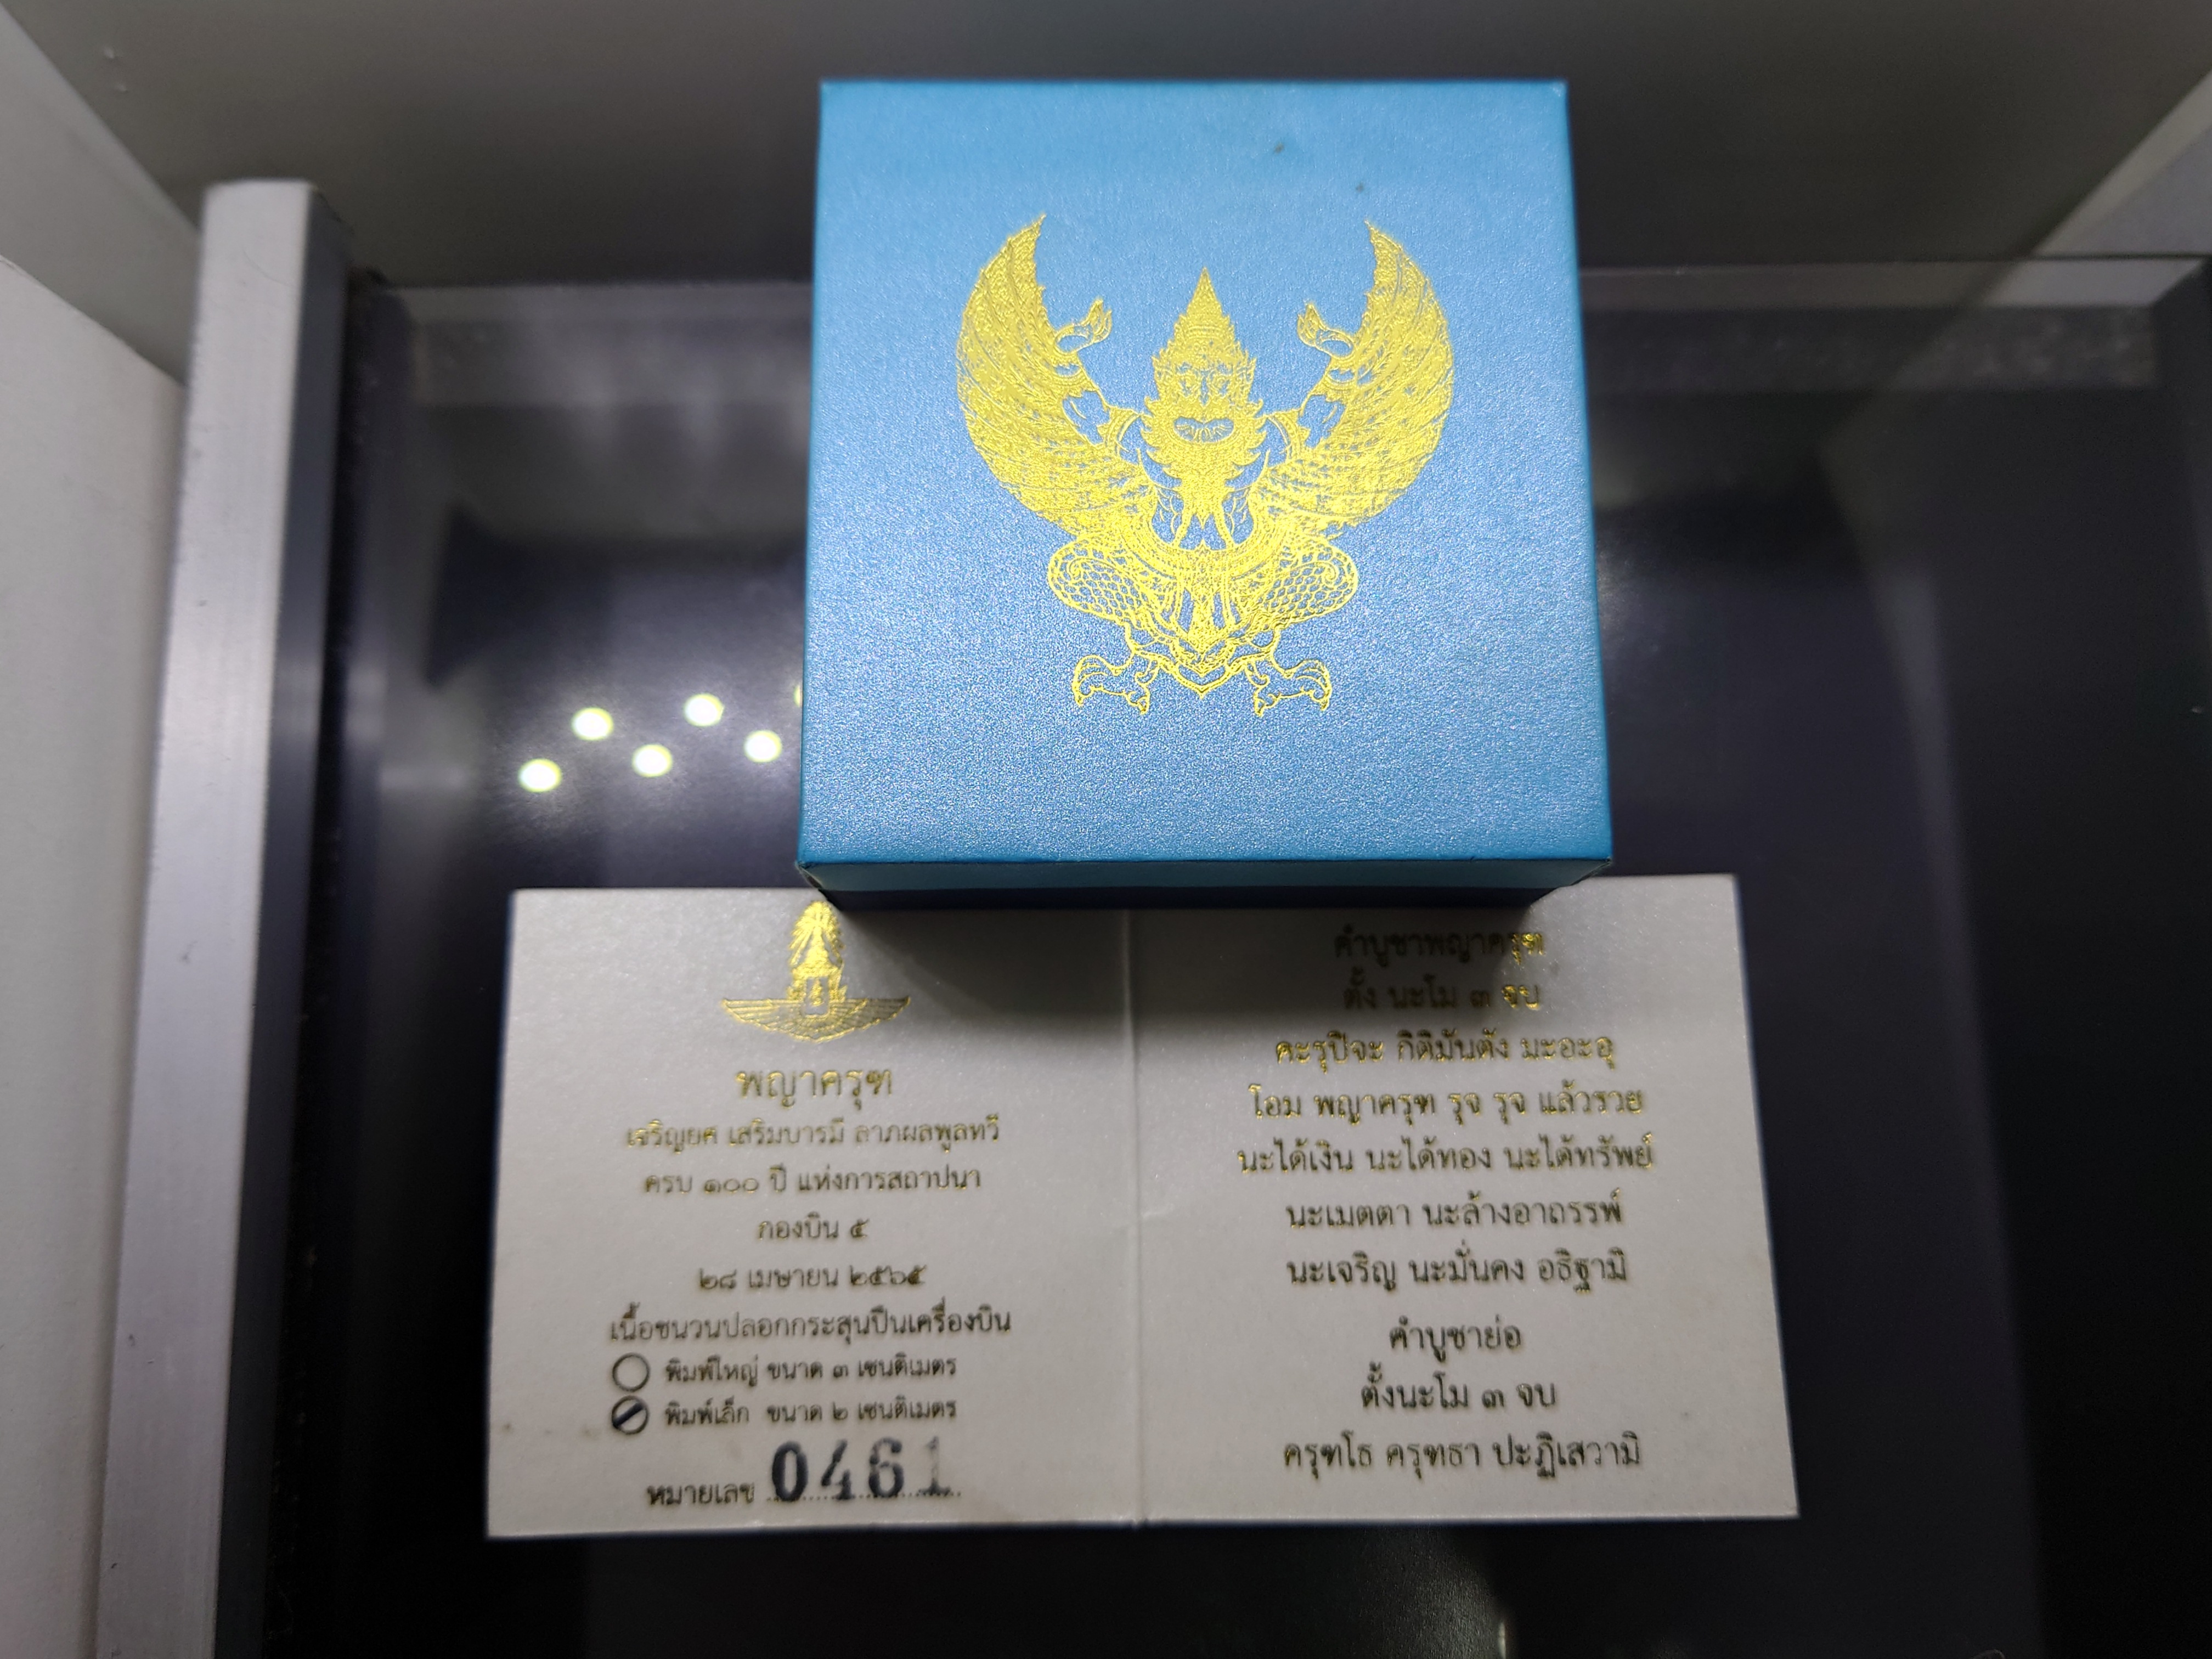 พญาครุฑ
เจริญยศ เสริมบารมี ลาภผลพูลทวี
ครบ ๑๐๐ ปี แห่งการสถาปนา
กองบิน ๕
๒๘ เมษายน ๒๕๖๕
เนื้อชนวนปลอกกระสุนปืนเครื่องบิน
พิมพ์ใหญ่ ขนาด ๓ เซนติเมตร
พิมพ์เล็ก ขนาด ๒ เซนติเมตร
หมายเลข 0461
คำบูชาพญาครุฑ
ตั้ง นะโม ๓ จบ
คะรุปิจะ กิติมันตัง มะอะอุ
โอม พญาครุฑ รุจ รุจ แล้วรวย
นะได้เงิน นะได้ทอง นะได้ทรัพย์
นะเมตตา นะล้างอาถรรพ์
นะเจริญ นะมั่นคง อธิฐามิ
คำบูชาย่อ
ตั้งนะโม ๓ จบ
ครุฑโธ ครุฑธา ปะฏิเสวามิ